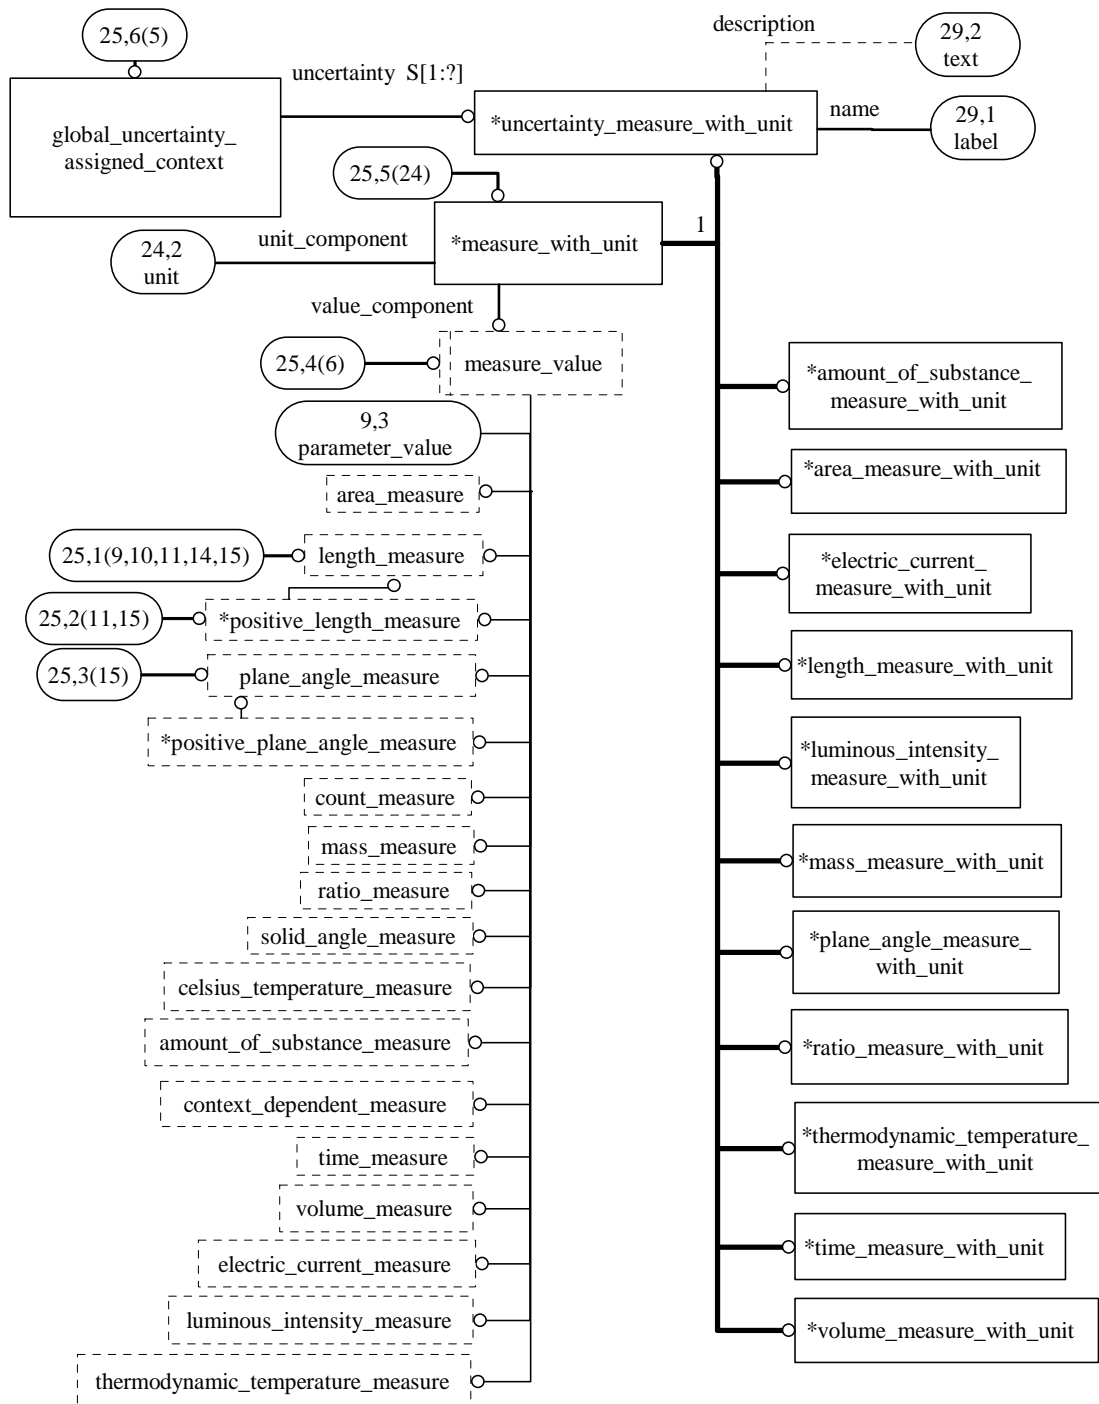 description
25,6(5)
29,2
text
uncertainty S[1:?]
global_uncertainty_
assigned_context
*uncertainty_measure_with_unit
name
29,1
label
25,5(24)
1
unit_component
*measure_with_unit
24,2
unit
value_component
25,4(6)
measure_value
9,3
parameter_value
area_measure
25,1(9,10,11,14,15)
length_measure
25,2(11,15)
*positive_length_measure
25,3(15)
plane_angle_measure
*positive_plane_angle_measure
count_measure
mass_measure
ratio_measure
solid_angle_measure
celsius_temperature_measure
amount_of_substance_measure
context_dependent_measure
time_measure
volume_measure
electric_current_measure
luminous_intensity_measure
thermodynamic_temperature_measure
*amount_of_substance_
measure_with_unit
*area_measure_with_unit
*electric_current_
measure_with_unit
*length_measure_with_unit
*luminous_intensity_
measure_with_unit
*mass_measure_with_unit
*plane_angle_measure_
with_unit
*ratio_measure_with_unit
*thermodynamic_temperature_
measure_with_unit
*time_measure_with_unit
*volume_measure_with_unit